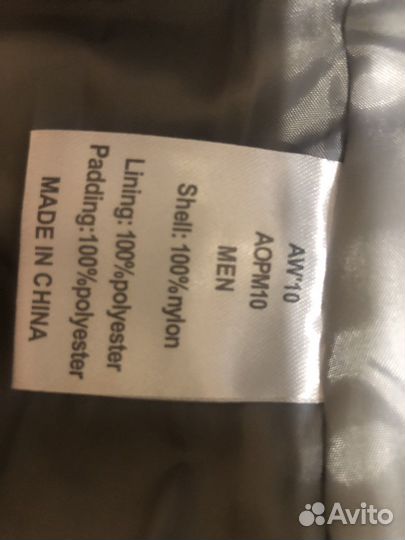 AW'10
AOPM10
MEN
Shell: 100%nylon
Lining: 100%polyester
Padding:100%polyester
MADE IN CHINA
Avito